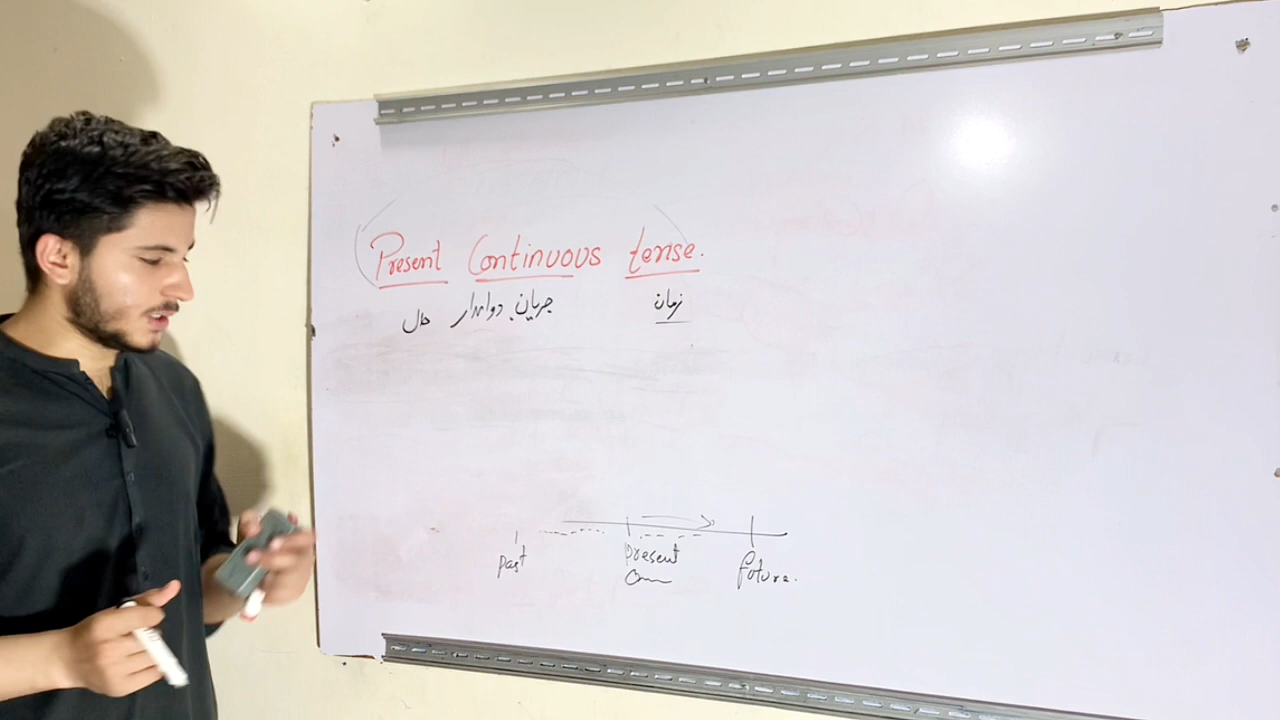 Present Continuous tense.
حال جریان دوامدار زمان
past present future.